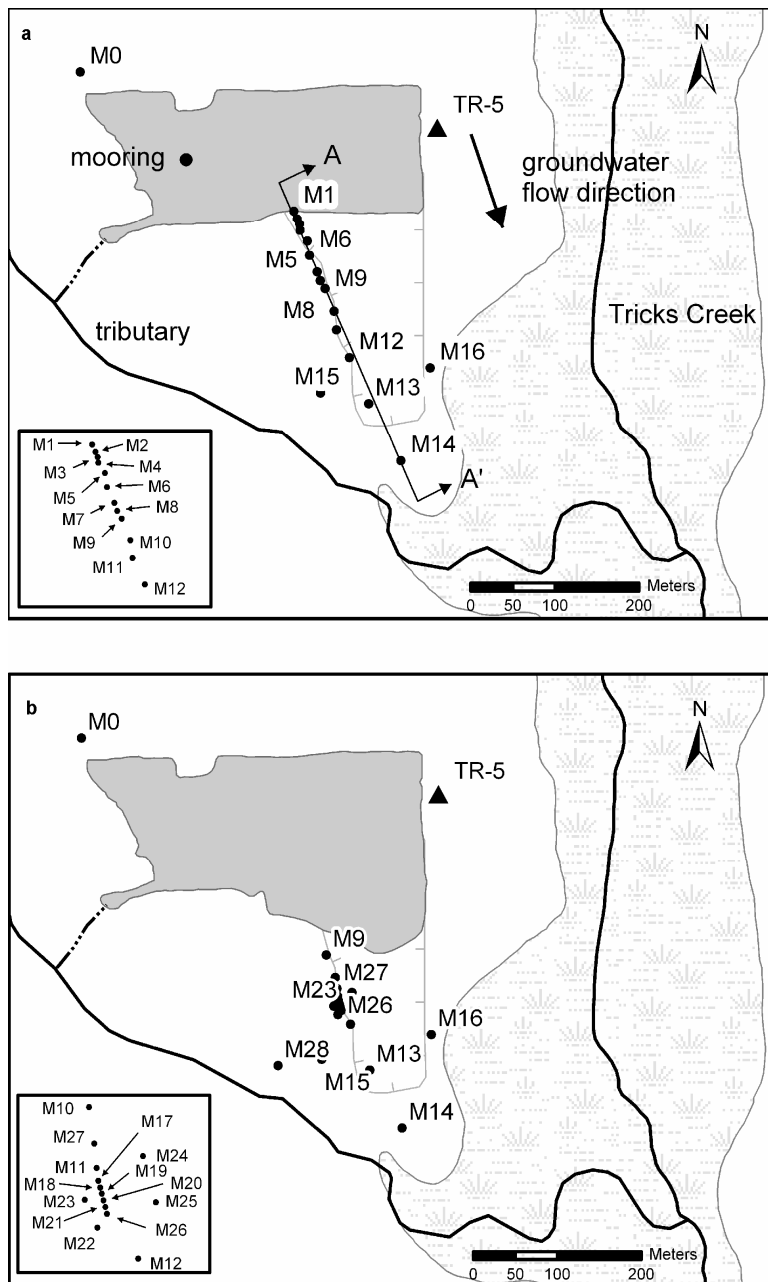 a
M0
N
TR-5
mooring
A
groundwater
flow direction
M1
M6
M5
M9
M8
Tricks Creek
tributary
M12
M16
M15
M13
M14
A'
M1
M2
M3
M4
M5
M6
M7
M8
M9
M10
M11
M12
Meters
0 50 100 200
b
M0
N
TR-5
M9
M27
M23
M26
M16
M28
M13
M15
M14
M10
M17
M27
M24
M11
M19
M18
M20
M23
M25
M21
M26
M22
M12
Meters
0 50 100 200